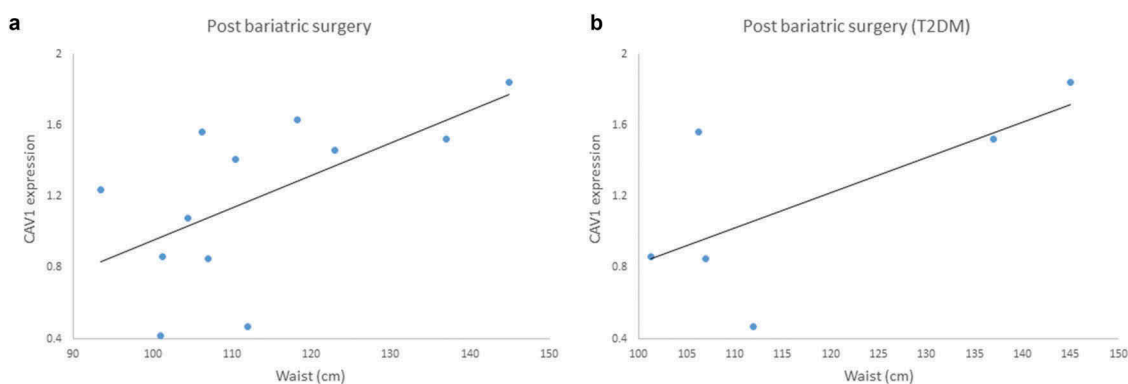 a
Post bariatric surgery
2
1.6
1.2
0.8
0.4
CAV1 expression
90 100 110 120 130 140 150
Waist (cm)
b
Post bariatric surgery (T2DM)
2
1.6
1.2
0.8
0.4
CAV1 expression
100 105 110 115 120 125 130 135 140 145 150
Waist (cm)